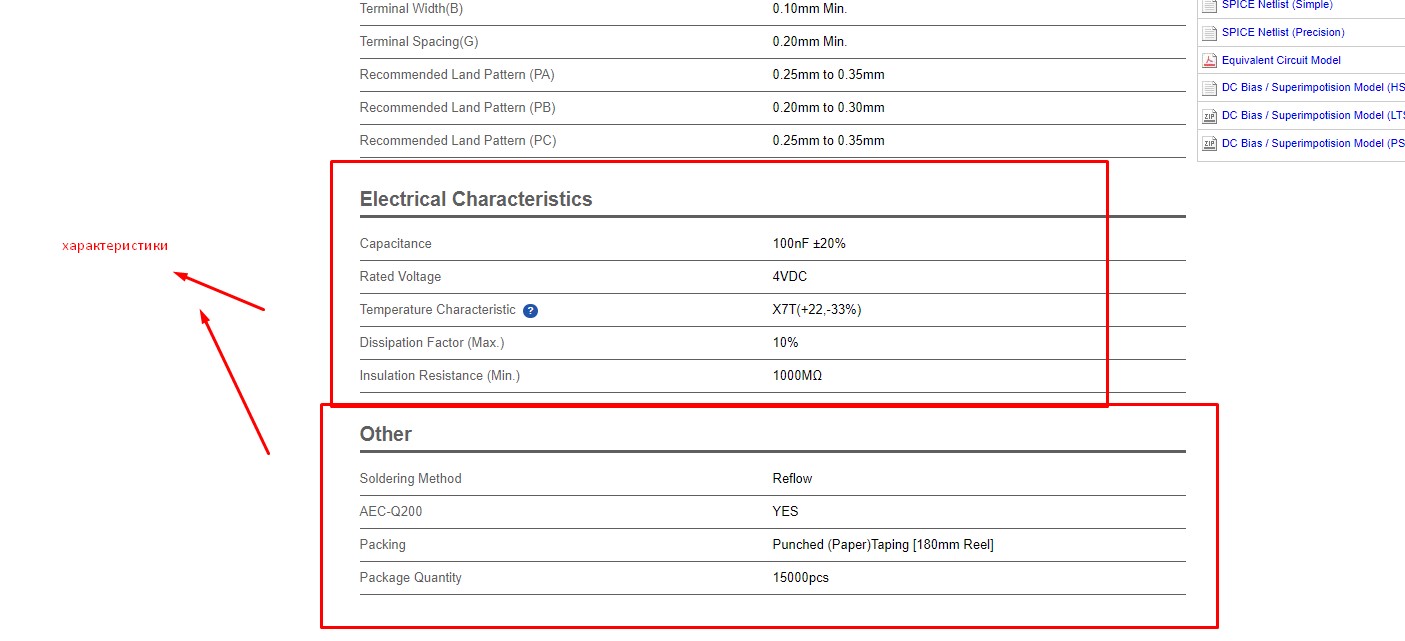 Terminal Width(B) 0.10mm Min.
Terminal Spacing(G) 0.20mm Min.
Recommended Land Pattern (PA) 0.25mm to 0.35mm
Recommended Land Pattern (PB) 0.20mm to 0.30mm
Recommended Land Pattern (PC) 0.25mm to 0.35mm
Electrical Characteristics
Capacitance 100nF ±20%
Rated Voltage 4VDC
Temperature Characteristic ? X7T(+22,-33%)
Dissipation Factor (Max.) 10%
Insulation Resistance (Min.) 1000MΩ
Other
Soldering Method Reflow
AEC-Q200 YES
Packing Punched (Paper)Taping [180mm Reel]
Package Quantity 15000pcs
характеристики
SPICE Netlist (Simple)
SPICE Netlist (Precision)
Equivalent Circuit Model
DC Bias / Superimpotision Model (HS
DC Bias / Superimpotision Model (LTS
DC Bias / Superimpotision Model (PS